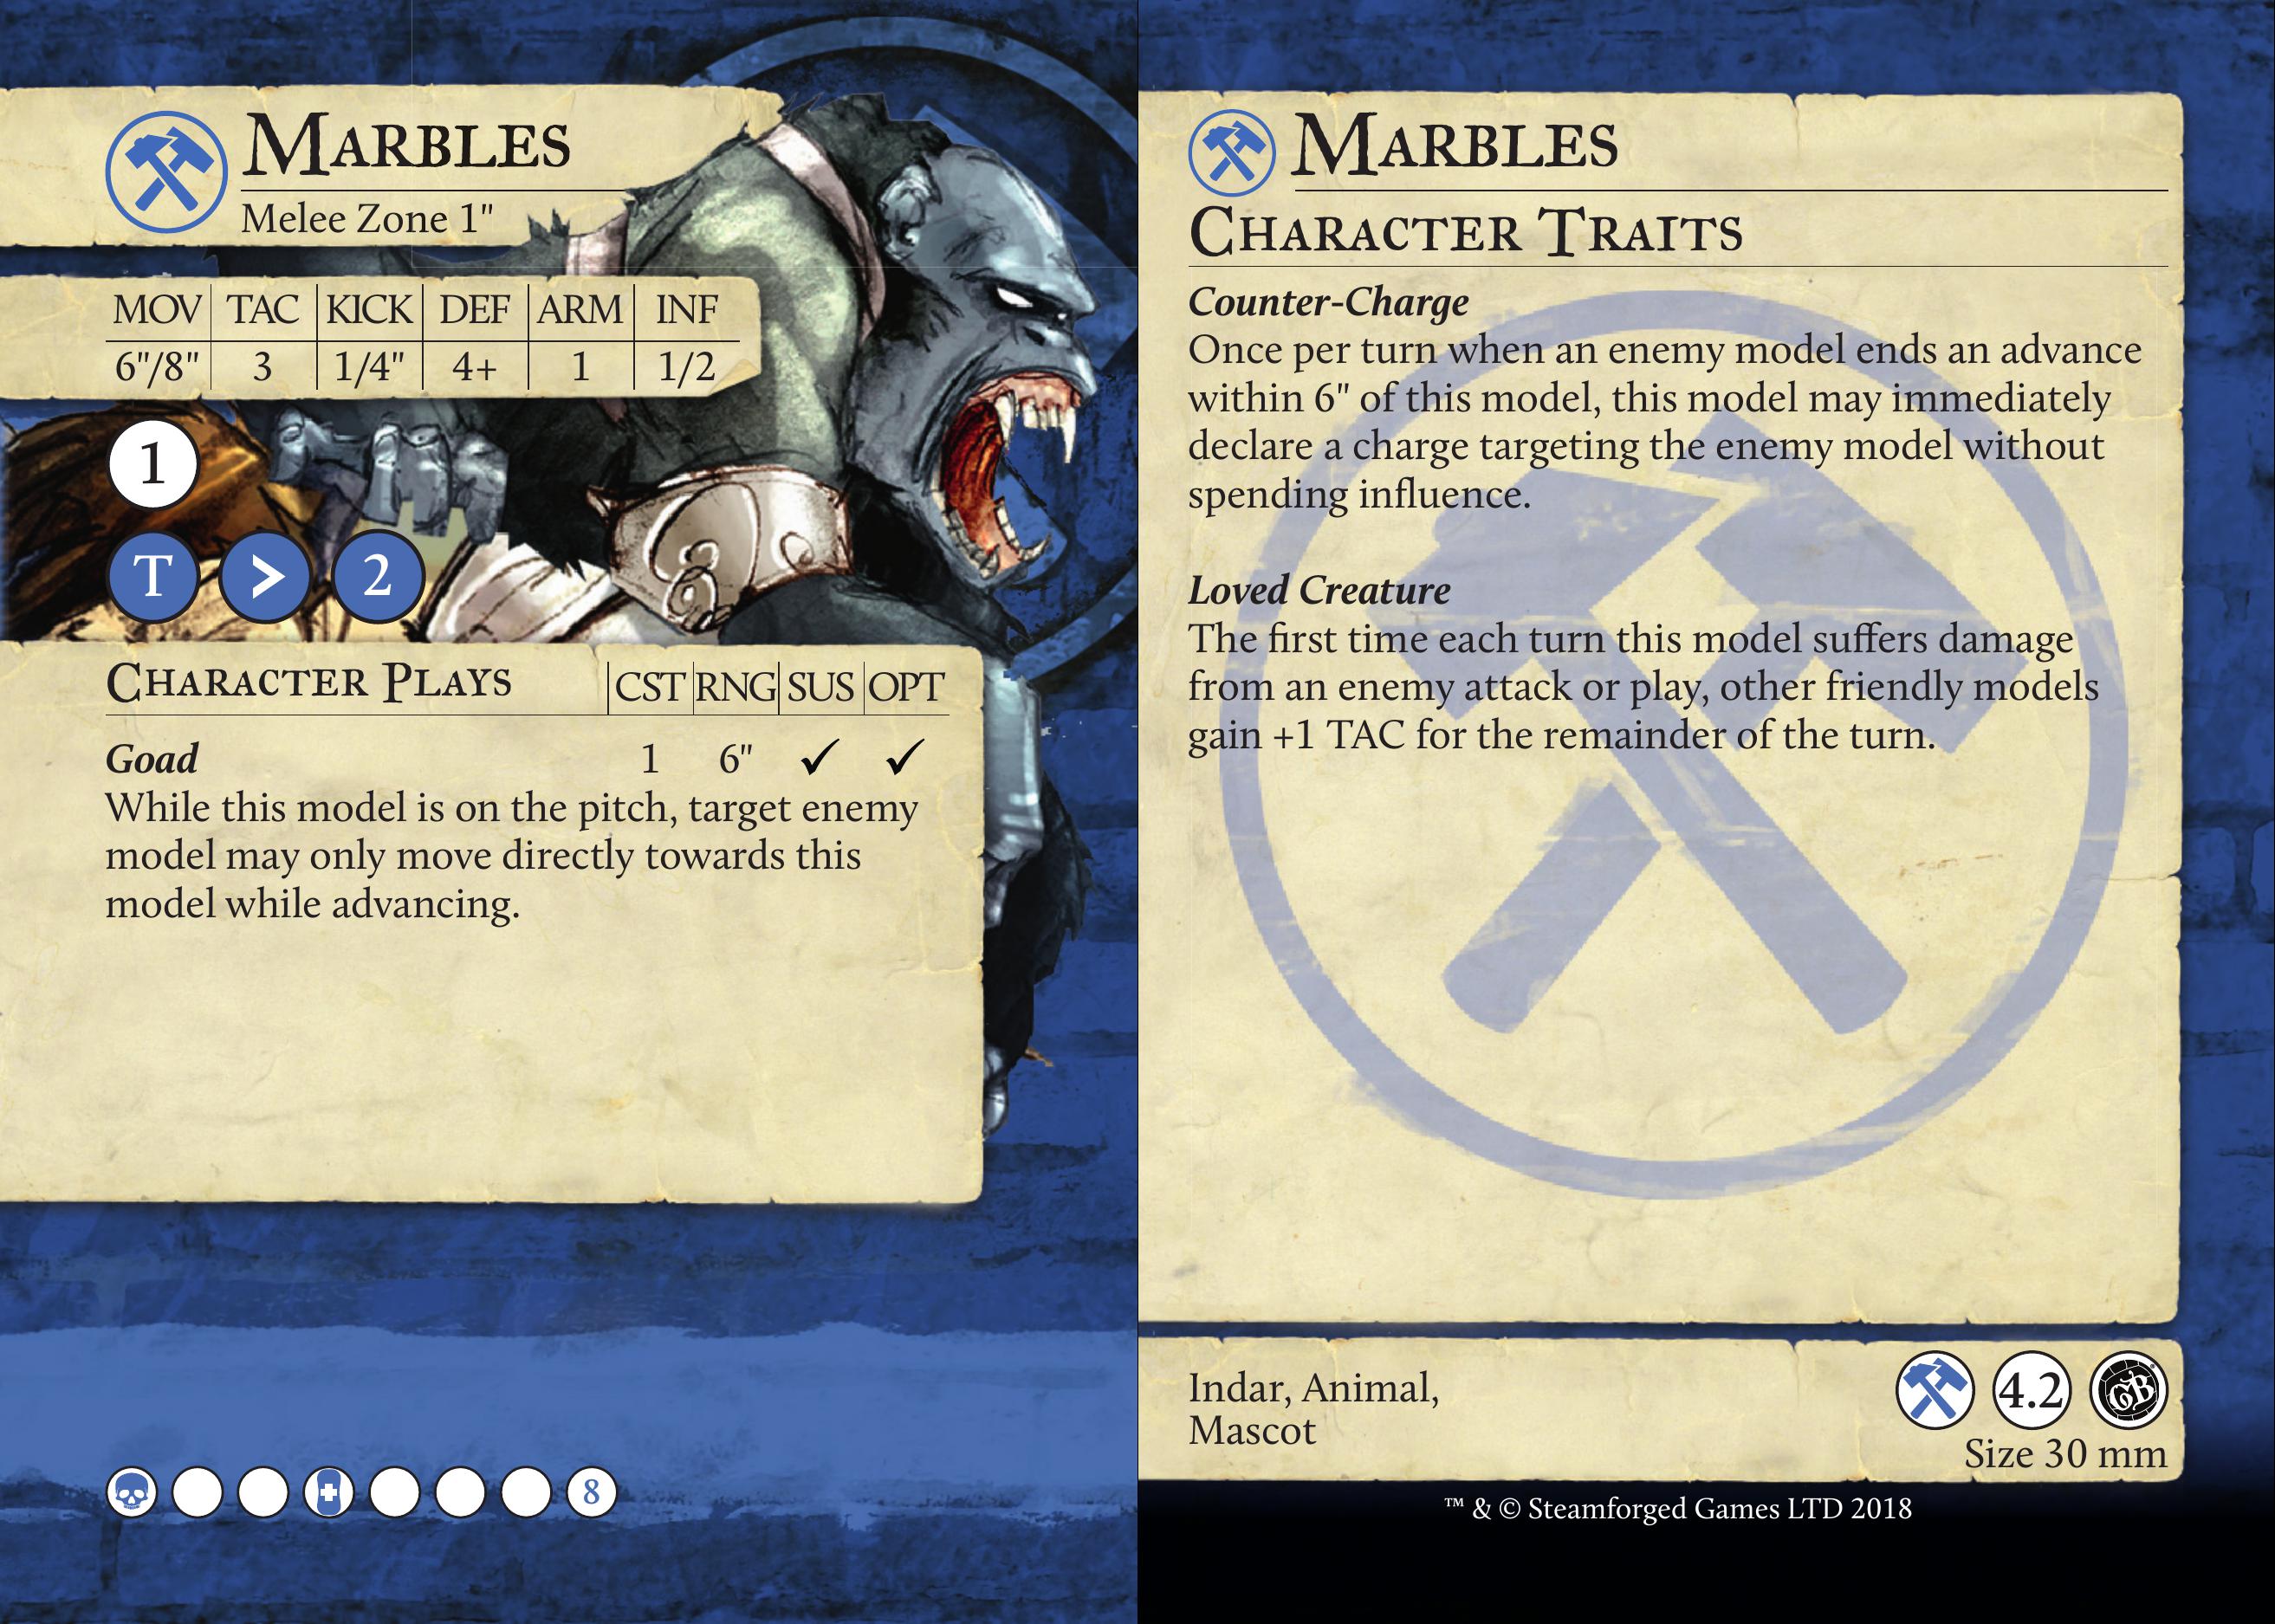 MARBLES
Melee Zone 1"
MOV TAC KICK DEF ARM INF
6"/8" 3 1/4" 4+ 1 1/2
1
T > 2
CHARACTER PLAYS CST RNG SUS OPT
Goad 1 6" ✓ ✓
While this model is on the pitch, target enemy
model may only move directly towards this
model while advancing.
8
MARBLES
CHARACTER TRAITS
Counter-Charge
Once per turn when an enemy model ends an advance
within 6" of this model, this model may immediately
declare a charge targeting the enemy model without
spending influence.
Loved Creature
The first time each turn this model suffers damage
from an enemy attack or play, other friendly models
gain +1 TAC for the remainder of the turn.
Indar, Animal,
Mascot
4.2 GB
Size 30 mm
™ & © Steamforged Games LTD 2018